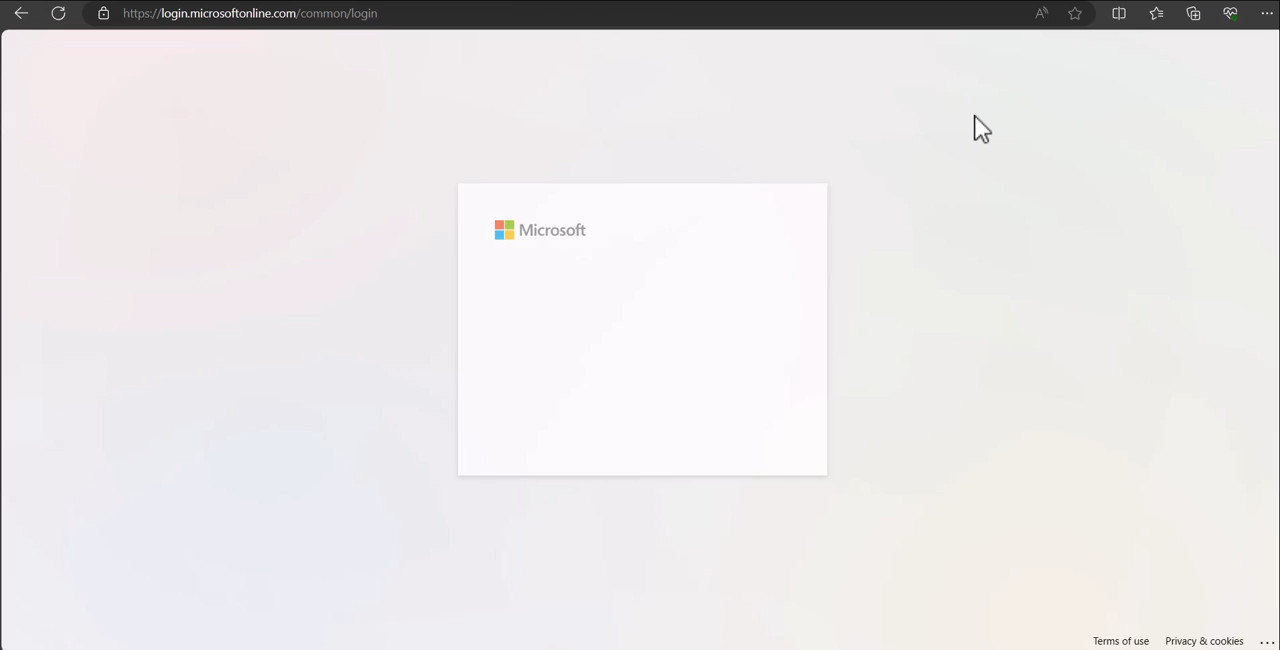 https://login.microsoftonline.com/common/login
Microsoft
Terms of use
Privacy & cookies
...